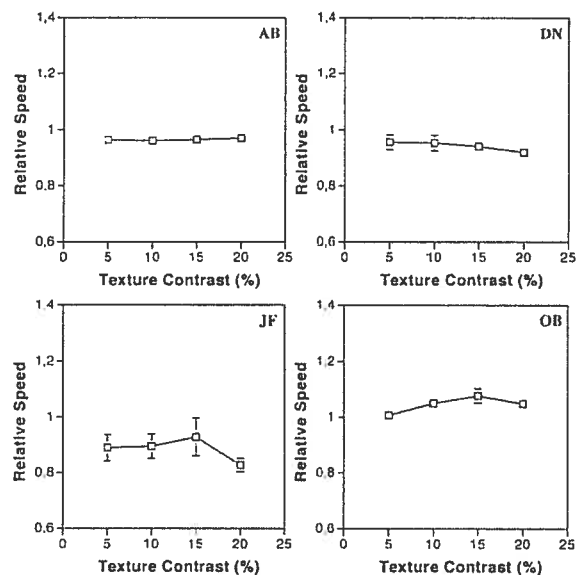 1,4
AB
1,2
1
0,8
0,6
Relative Speed
0 5 10 15 20 25
Texture Contrast (%)
1,4
DN
1,2
1
0,8
0,6
Relative Speed
0 5 10 15 20 25
Texture Contrast (%)
1,4
JF
1,2
1
0,8
0,6
Relative Speed
0 5 10 15 20 25
Texture Contrast (%)
1,4
OB
1,2
1
0,8
0,6
Relative Speed
0 5 10 15 20 25
Texture Contrast (%)